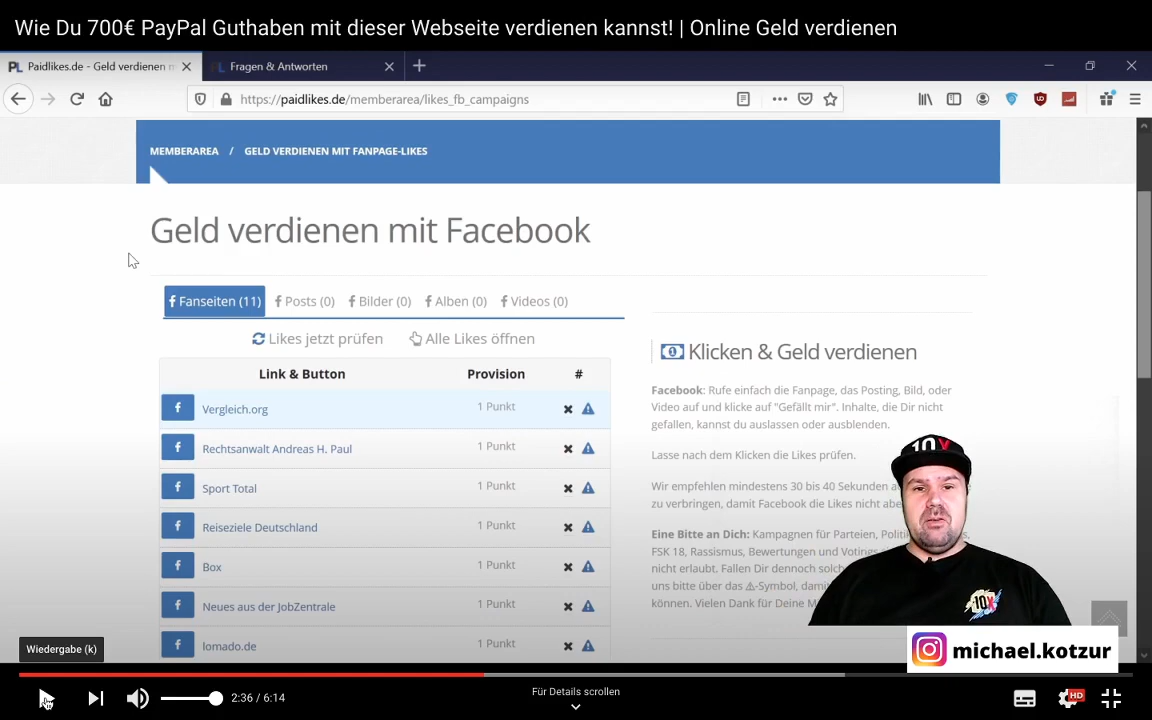 Wie Du 700€ PayPal Guthaben mit dieser Webseite verdienen kannst! | Online Geld verdienen
PL Paidlikes.de - Geld verdienen m
PL Fragen & Antworten
https://paidlikes.de/memberarea/likes_fb_campaigns
MEMBERAREA / GELD VERDIENEN MIT FANPAGE-LIKES
Geld verdienen mit Facebook
Fanseiten (11) Posts (0) Bilder (0) Alben (0) Videos (0)
Likes jetzt prüfen Alle Likes öffnen
Link & Button Provision #
Vergleich.org 1 Punkt
Rechtsanwalt Andreas H. Paul 1 Punkt
Sport Total 1 Punkt
Reiseziele Deutschland 1 Punkt
Box 1 Punkt
Neues aus der JobZentrale 1 Punkt
lomado.de 1 Punkt
Klicken & Geld verdienen
Facebook: Rufe einfach die Fanpage, das Posting, Bild, oder
Video auf und klicke auf "Gefällt mir". Inhalte, die Dir nicht
gefallen, kannst du auslassen oder ausblenden.
Lasse nach dem Klicken die Likes prüfen.
Wir empfehlen mindestens 30 bis 40 Sekunden
zu verbringen, damit Facebook die Likes nicht
Eine Bitte an Dich: Kampagnen für Parteien,
FSK 18, Rassismus, Bewertungen und Votings
nicht erlaubt. Fallen Dir dennoch
uns bitte über das ⚠-Symbol,
können. Vielen Dank für Deine
10X
10X
michael.kotzur
Wiedergabe (k)
2:36 / 6:14
Für Details scrollen
HD